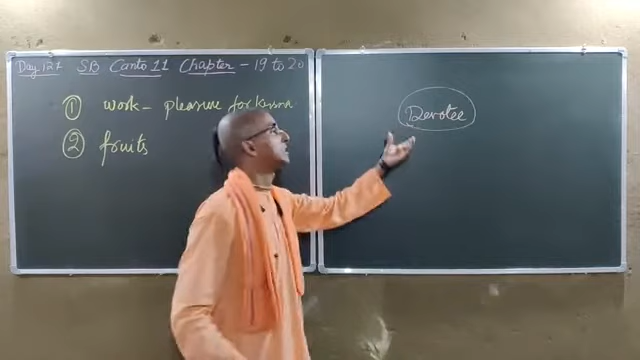 Day.127 SB Canto 11 Chapter - 19 to 20
① work - pleasure for Krsna.
② fruits
Devotee